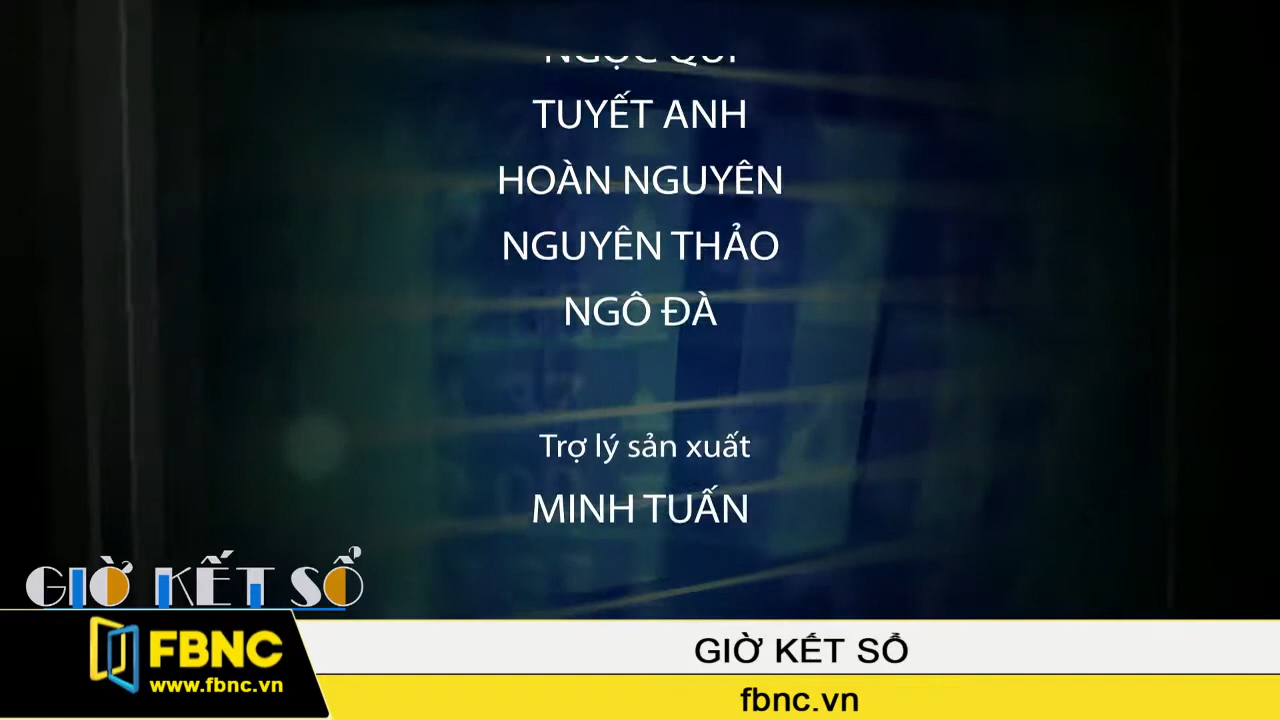 TUYẾT ANH
HOÀN NGUYÊN
NGUYÊN THẢO
NGÔ ĐÀ
Trợ lý sản xuất
MINH TUẤN
GIỜ KẾT SỔ
FBNC
www.fbnc.vn
GIỜ KẾT SỔ
fbnc.vn